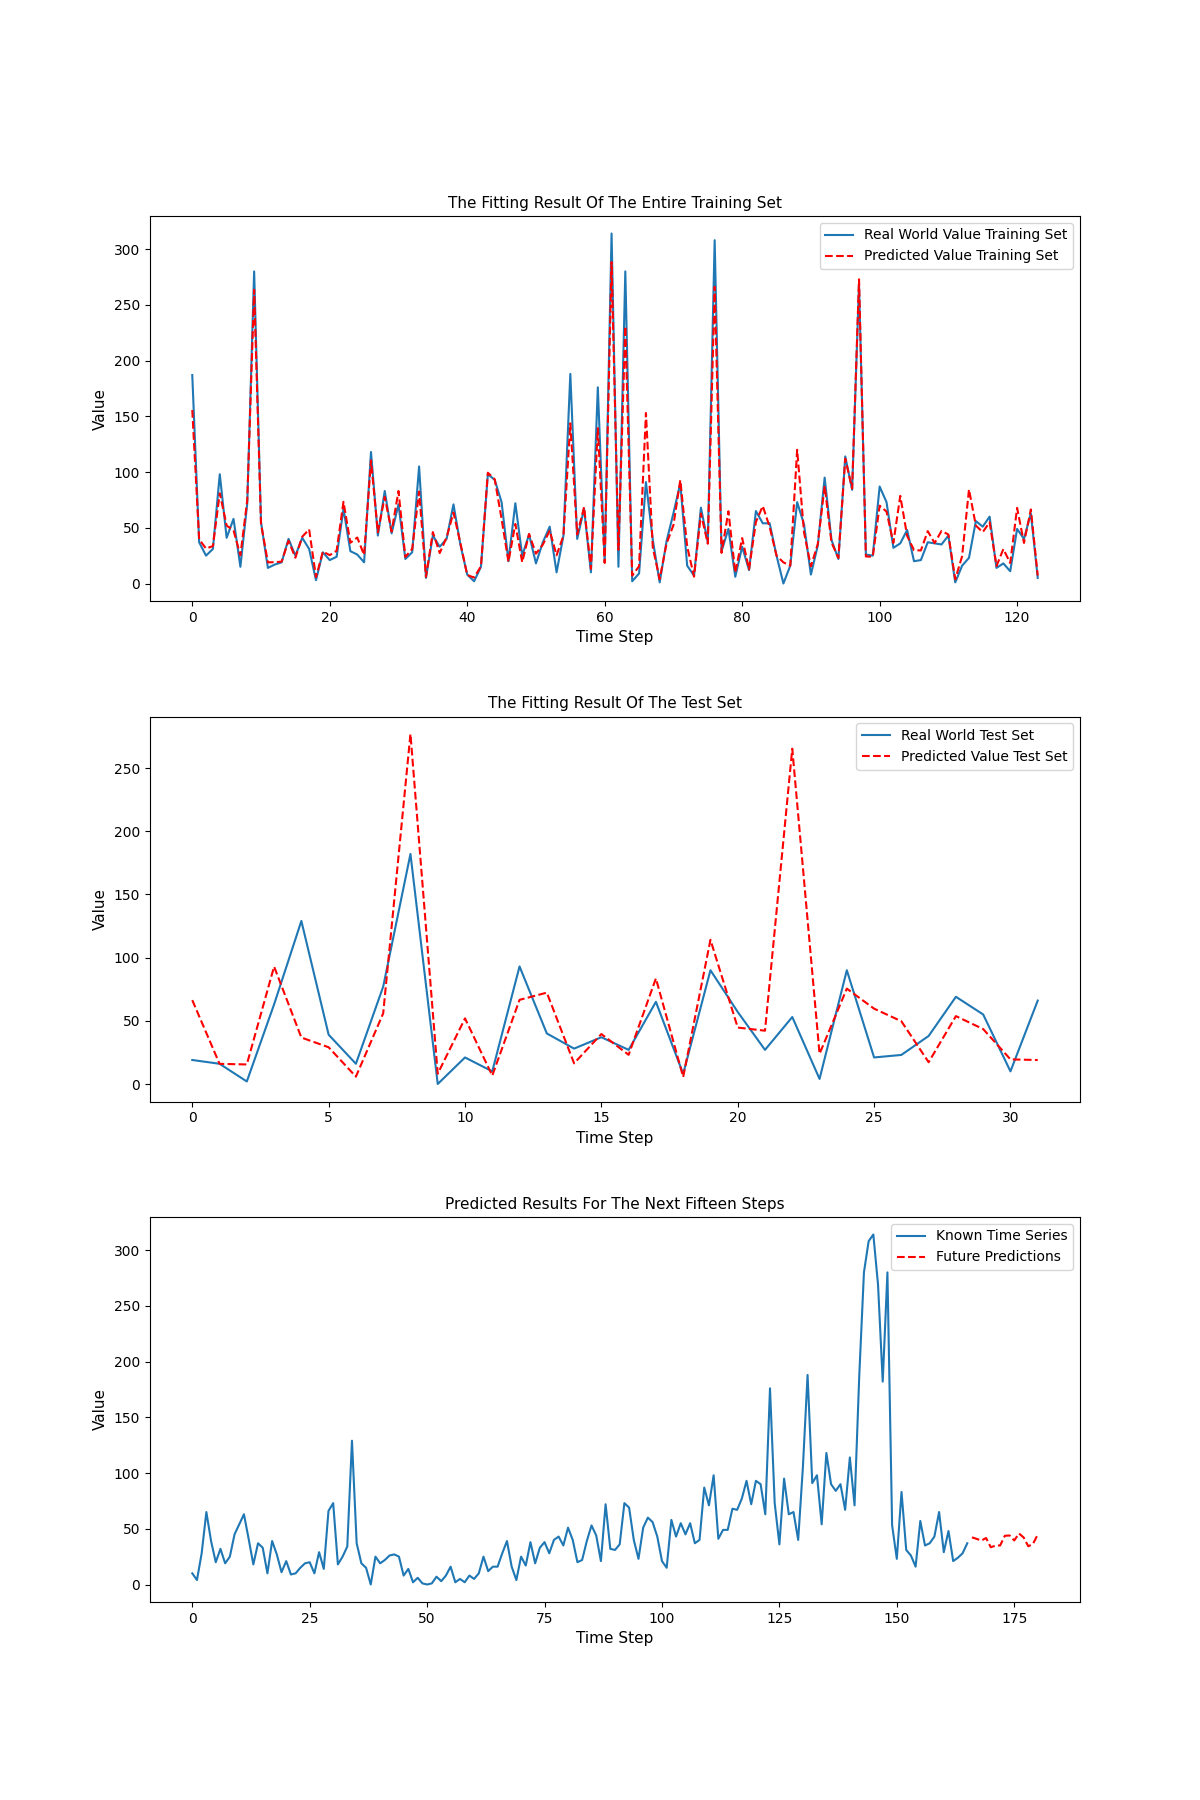 The Fitting Result Of The Entire Training Set
Real World Value Training Set
Predicted Value Training Set
300
250
200
150
100
50
0
Value
0 20 40 60 80 100 120
Time Step
The Fitting Result Of The Test Set
Real World Test Set
Predicted Value Test Set
250
200
150
100
50
0
Value
0 5 10 15 20 25 30
Time Step
Predicted Results For The Next Fifteen Steps
Known Time Series
Future Predictions
300
250
200
150
100
50
0
Value
0 25 50 75 100 125 150 175
Time Step